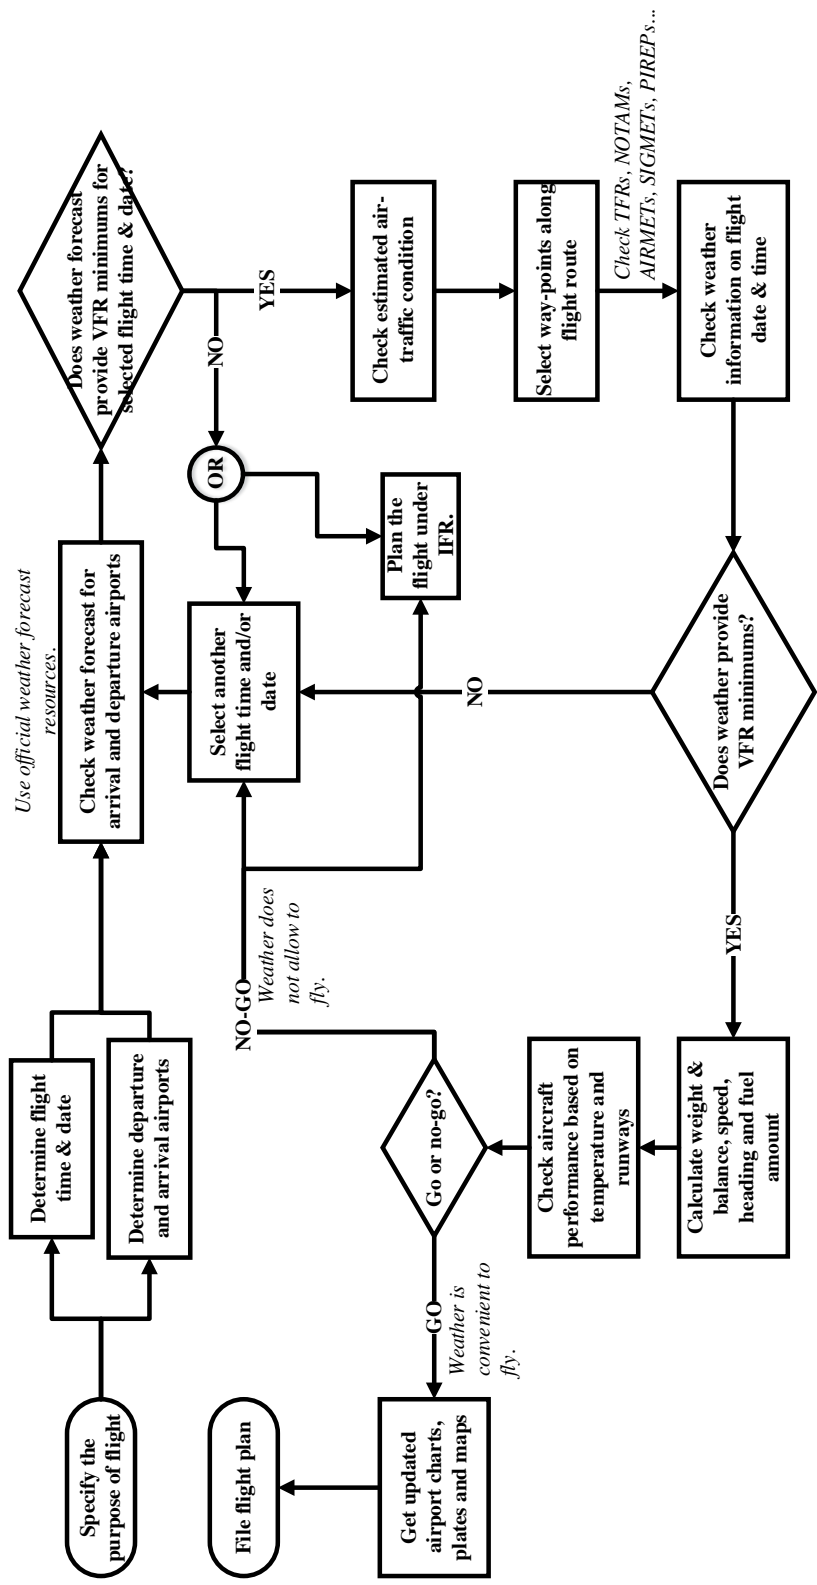 Specify the
purpose of flight
Determine flight
time & date
Determine departure
and arrival airports
Use official weather forecast
resources.
Check weather forecast for
arrival and departure airports
Does weather forecast
provide VFR minimums for
selected flight time & date?
NO
OR
YES
Select another
flight time and/or
date
Plan the
flight under
IFR.
Check estimated air-
traffic condition
Select way-points along
flight route
Check TFRs, NOTAMs,
AIRMETs, SIGMETs, PIREPs...
Check weather
information on flight
date & time
Does weather provide
VFR minimums?
NO
YES
Calculate weight &
balance, speed,
heading and fuel
amount
Check aircraft
performance based on
temperature and
runways
Go or no-go?
NO-GO
Weather does
not allow to
fly.
GO
Weather is
convenient to
fly.
Get updated
airport charts,
plates and maps
File flight plan